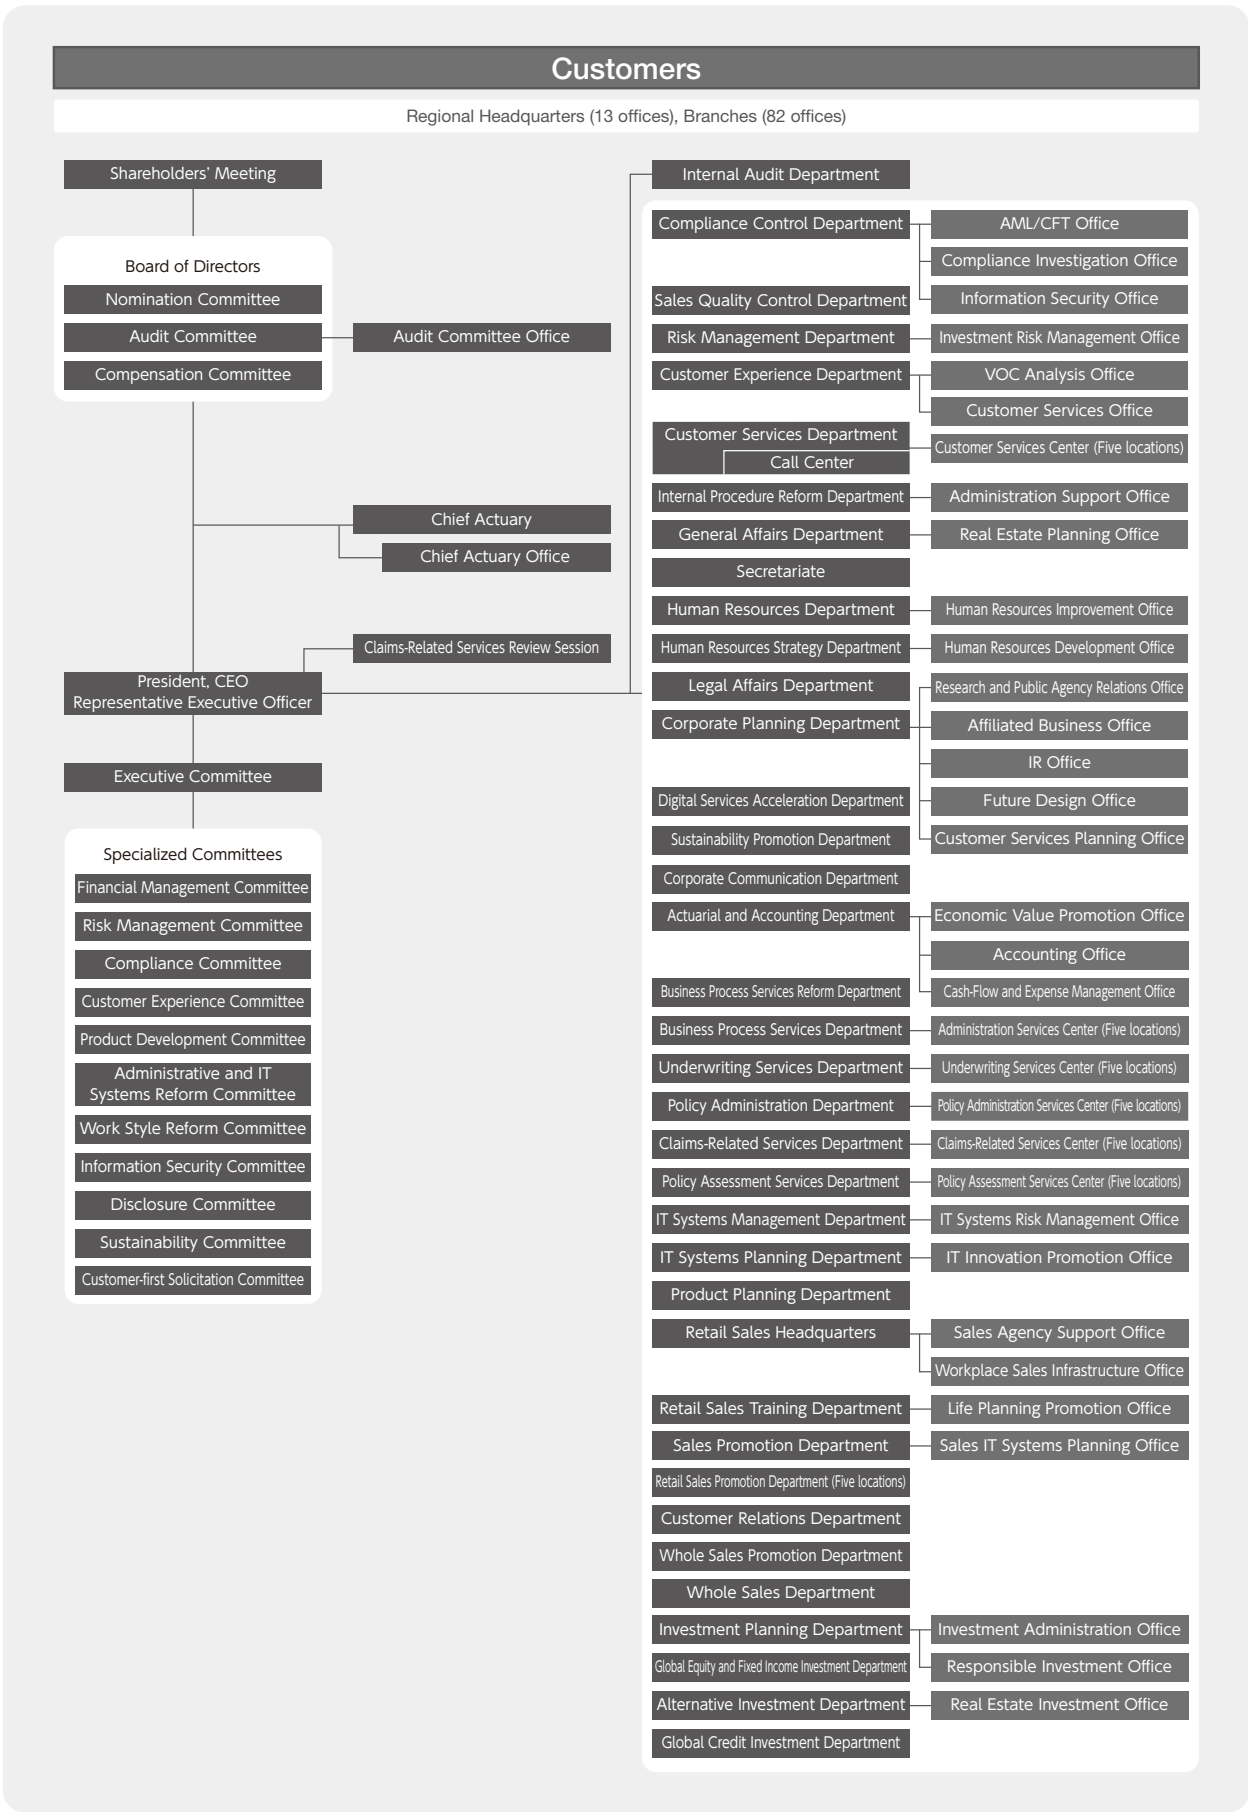 Customers
Regional Headquarters (13 offices), Branches (82 offices)
Shareholders' Meeting
Board of Directors
Nomination Committee
Audit Committee
Audit Committee Office
Compensation Committee
Chief Actuary
Chief Actuary Office
Claims-Related Services Review Session
President, CEO
Representative Executive Officer
Executive Committee
Specialized Committees
Financial Management Committee
Risk Management Committee
Compliance Committee
Customer Experience Committee
Product Development Committee
Administrative and IT
Systems Reform Committee
Work Style Reform Committee
Information Security Committee
Disclosure Committee
Sustainability Committee
Customer-first Solicitation Committee
Internal Audit Department
Compliance Control Department
AML/CFT Office
Compliance Investigation Office
Information Security Office
Sales Quality Control Department
Risk Management Department
Investment Risk Management Office
Customer Experience Department
VOC Analysis Office
Customer Services Office
Customer Services Department
Call Center
Customer Services Center (Five locations)
Internal Procedure Reform Department
Administration Support Office
General Affairs Department
Real Estate Planning Office
Secretariate
Human Resources Department
Human Resources Improvement Office
Human Resources Strategy Department
Human Resources Development Office
Legal Affairs Department
Corporate Planning Department
Research and Public Agency Relations Office
Affiliated Business Office
IR Office
Future Design Office
Customer Services Planning Office
Digital Services Acceleration Department
Sustainability Promotion Department
Corporate Communication Department
Actuarial and Accounting Department
Economic Value Promotion Office
Accounting Office
Cash-Flow and Expense Management Office
Business Process Services Reform Department
Business Process Services Department
Administration Services Center (Five locations)
Underwriting Services Department
Underwriting Services Center (Five locations)
Policy Administration Department
Policy Administration Services Center (Five locations)
Claims-Related Services Department
Claims-Related Services Center (Five locations)
Policy Assessment Services Department
Policy Assessment Services Center (Five locations)
IT Systems Management Department
IT Systems Risk Management Office
IT Systems Planning Department
IT Innovation Promotion Office
Product Planning Department
Retail Sales Headquarters
Sales Agency Support Office
Workplace Sales Infrastructure Office
Retail Sales Training Department
Life Planning Promotion Office
Sales Promotion Department
Sales IT Systems Planning Office
Retail Sales Promotion Department (Five locations)
Customer Relations Department
Whole Sales Promotion Department
Whole Sales Department
Investment Planning Department
Investment Administration Office
Responsible Investment Office
Global Equity and Fixed Income Investment Department
Alternative Investment Department
Real Estate Investment Office
Global Credit Investment Department